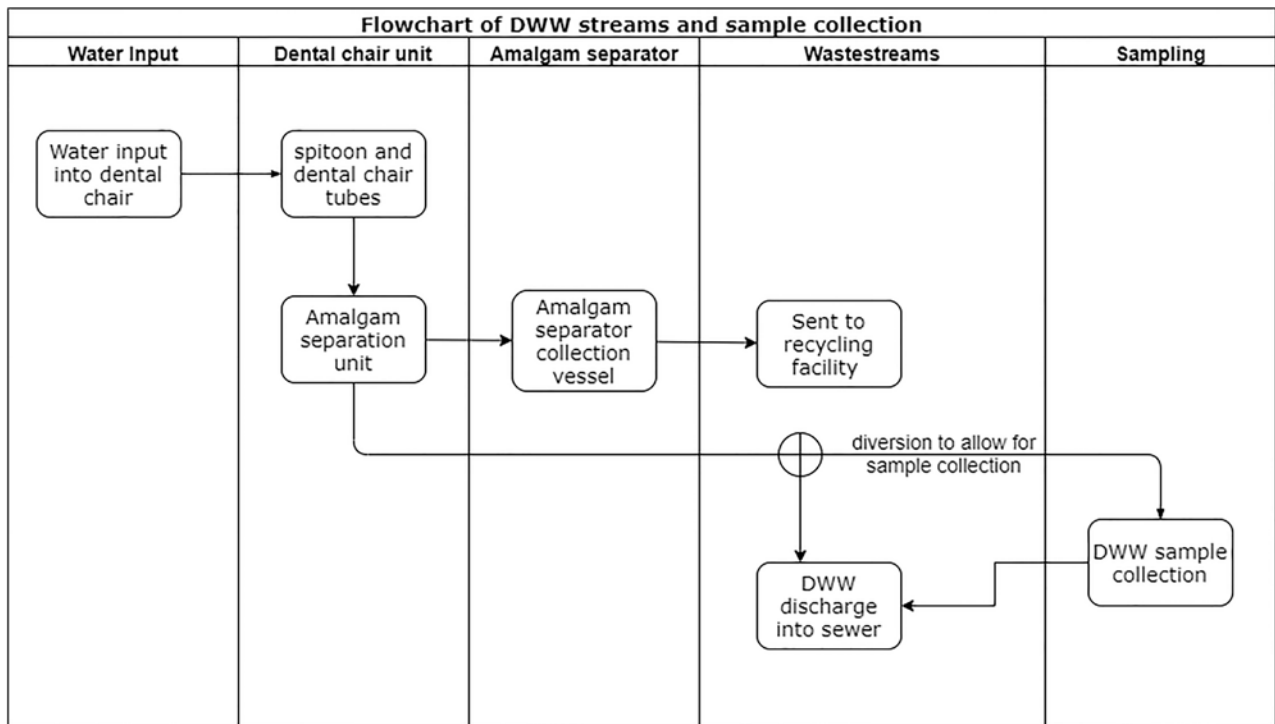 Flowchart of DWW streams and sample collection
Water Input
Dental chair unit
Amalgam separator
Wastestreams
Sampling
Water input
into dental
chair
spitoon and
dental chair
tubes
Amalgam
separation
unit
Amalgam
separator
collection
vessel
Sent to
recycling
facility
diversion to allow for
sample collection
DWW sample
collection
DWW
discharge
into sewer